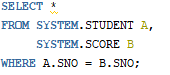 SELECT *
FROM SYSTEM.STUDENT A,
SYSTEM.SCORE B
WHERE A.SNO = B.SNO;